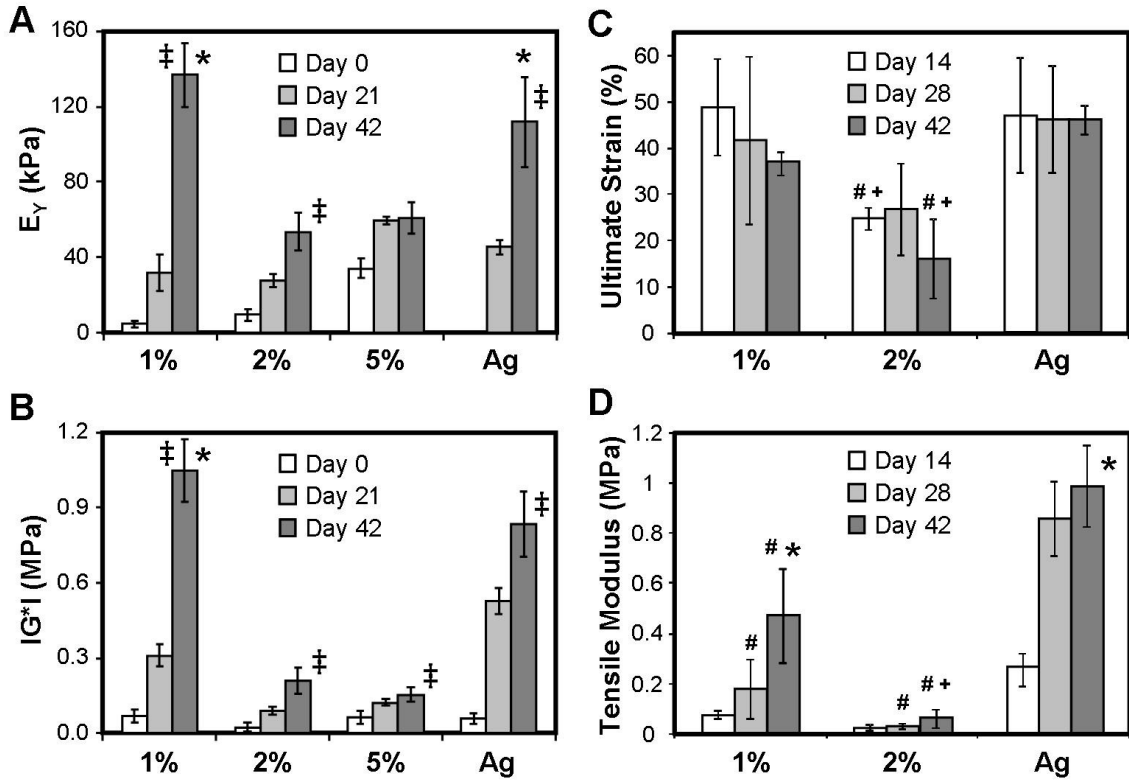 A
E_Y (kPa)
160
120
80
40
0
Day 0
Day 21
Day 42
‡ *
‡
*
‡
1% 2% 5% Ag
B
IG*I (MPa)
1.2
0.9
0.6
0.3
0.0
Day 0
Day 21
Day 42
‡ *
‡
‡
‡
1% 2% 5% Ag
C
Ultimate Strain (%)
60
50
40
30
20
10
0
Day 14
Day 28
Day 42
# +
# +
1% 2% Ag
D
Tensile Modulus (MPa)
1.2
1
0.8
0.6
0.4
0.2
0
Day 14
Day 28
Day 42
#
# *
#
# +
*
1% 2% Ag